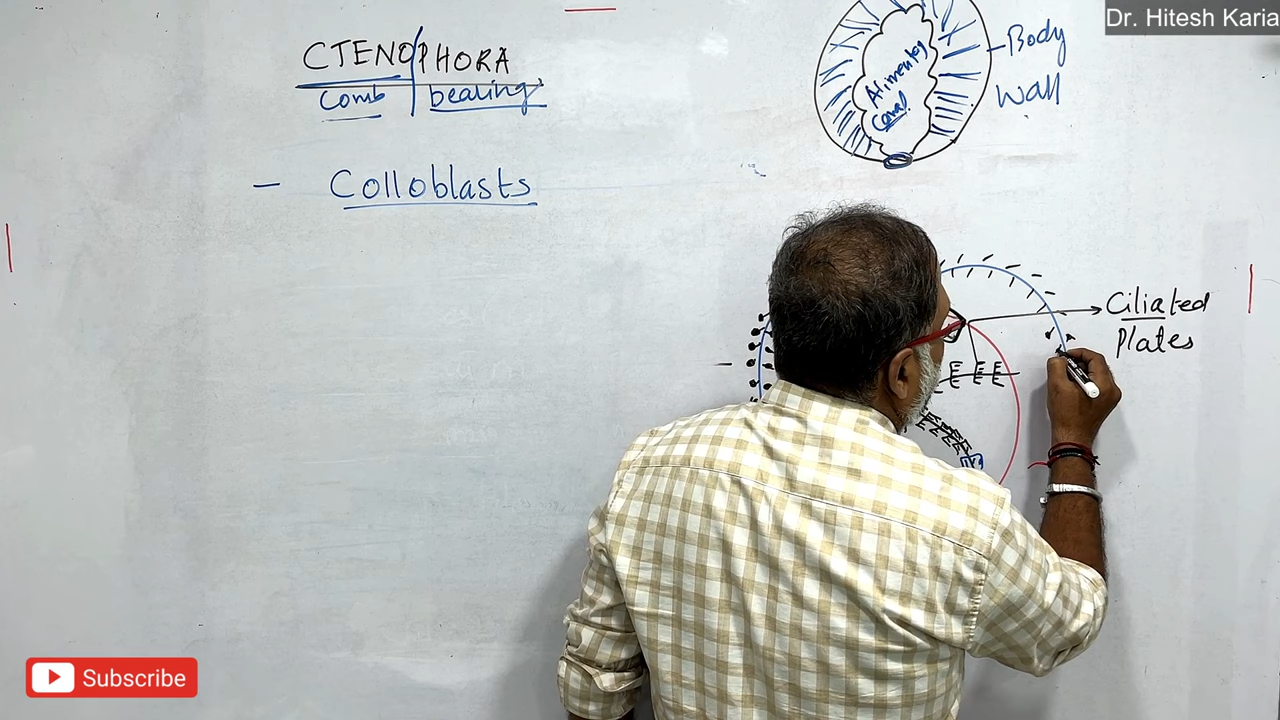 Dr. Hitesh Karia
CTENOPHORA
Comb bearing
Alimentary
Canal
Body
Wall
- Colloblasts
Ciliated
Plates
Subscribe